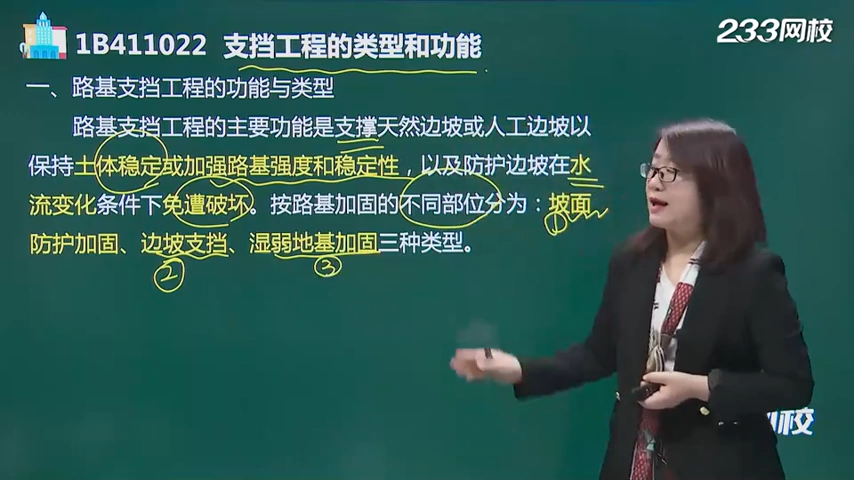 1B411022 支挡工程的类型和功能
233网校
一、路基支挡工程的功能与类型
路基支挡工程的主要功能是支撑天然边坡或人工边坡以
保持土体稳定或加强路基强度和稳定性，以及防护边坡在水
流变化条件下免遭破坏。按路基加固的不同部位分为：坡面
防护加固、边坡支挡、湿弱地基加固三种类型。
①
② ③
网校